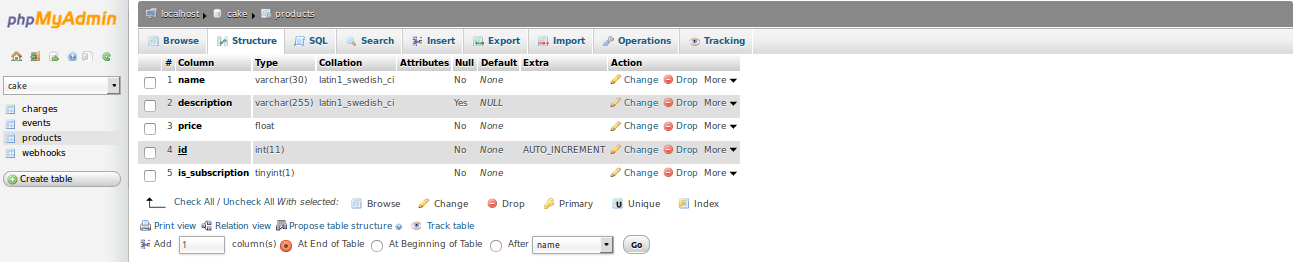 phpMyAdmin
localhost cake products
Browse Structure SQL Search Insert Export Import Operations Tracking
cake
charges
events
products
webhooks
Create table
# Column Type Collation Attributes Null Default Extra Action
1 name varchar(30) latin1_swedish_ci No None Change Drop More
2 description varchar(255) latin1_swedish_ci Yes NULL Change Drop More
3 price float No None Change Drop More
4 id int(11) No None AUTO_INCREMENT Change Drop More
5 is_subscription tinyint(1) No None Change Drop More
Check All / Uncheck All With selected: Browse Change Drop Primary U Unique Index
Print view Relation view Propose table structure Track table
Add 1 column(s) At End of Table At Beginning of Table After name Go